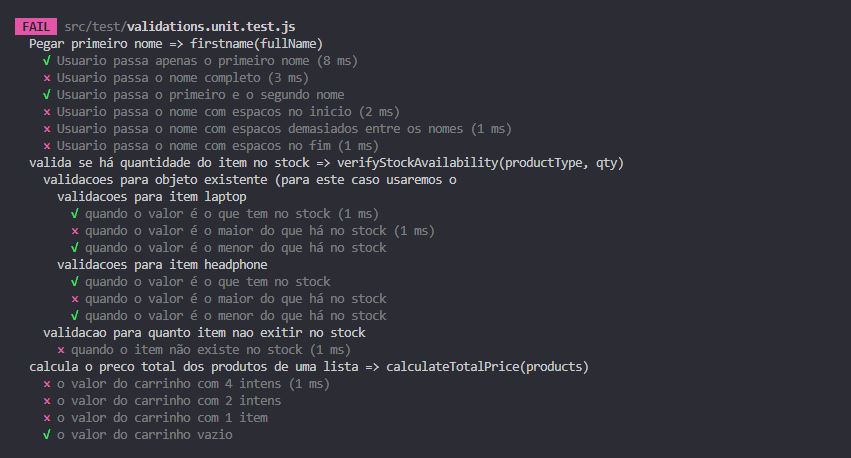 FAIL src/test/validations.unit.test.js
Pegar primeiro nome => firstname(fullName)
√ Usuario passa apenas o primeiro nome (8 ms)
× Usuario passa o nome completo (3 ms)
√ Usuario passa o primeiro e o segundo nome
× Usuario passa o nome com espacos no inicio (2 ms)
× Usuario passa o nome com espacos demasiados entre os nomes (1 ms)
× Usuario passa o nome com espacos no fim (1 ms)
valida se há quantidade do item no stock => verifyStockAvailability(productType, qty)
validacoes para objeto existente (para este caso usaremos o
validacoes para item laptop
√ quando o valor é o que tem no stock (1 ms)
× quando o valor é o maior do que há no stock (1 ms)
√ quando o valor é o menor do que há no stock
validacoes para item headphone
√ quando o valor é o que tem no stock
× quando o valor é o maior do que há no stock
√ quando o valor é o menor do que há no stock
validacao para quanto item nao exitir no stock
× quando o item não existe no stock (1 ms)
calcula o preco total dos produtos de uma lista => calculateTotalPrice(products)
× o valor do carrinho com 4 intens (1 ms)
× o valor do carrinho com 2 intens
× o valor do carrinho com 1 item
√ o valor do carrinho vazio